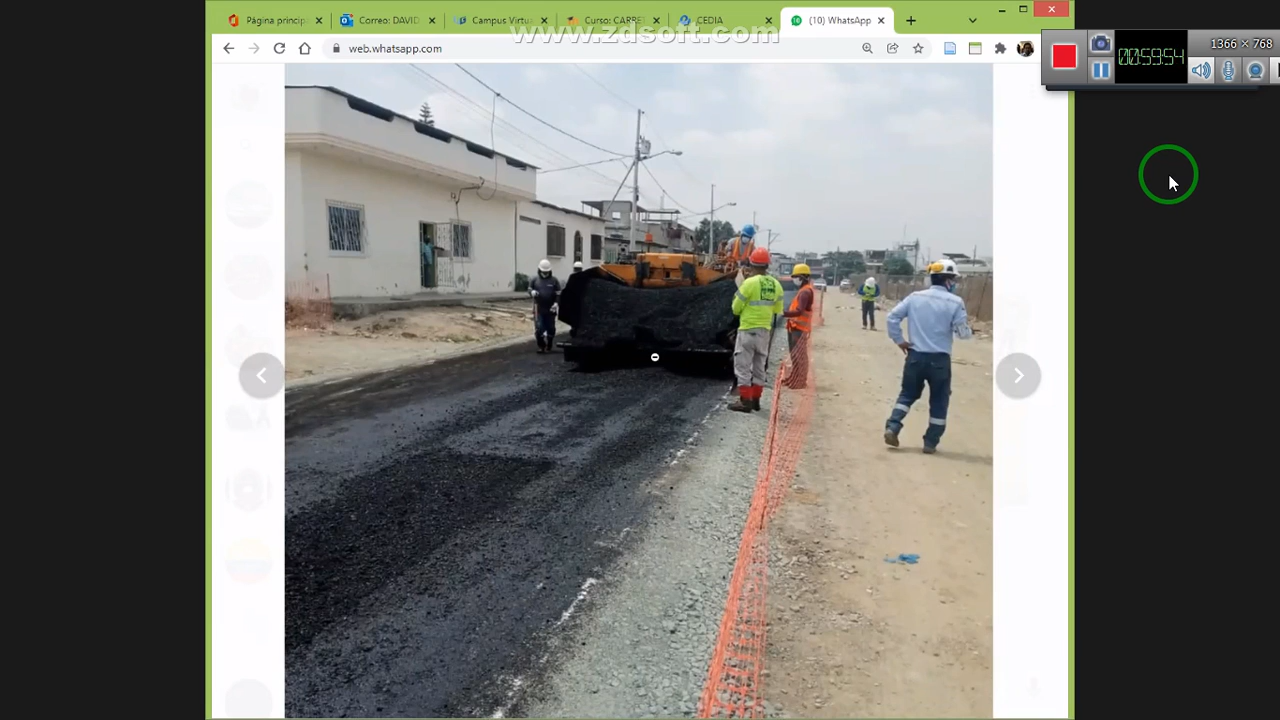 Página princip
Correo: DAVID
Campus Virtu
Curso: CARRE
CEDIA
(10) WhatsApp
www.zdsoft.com
web.whatsapp.com
00:53:54
1366 × 768